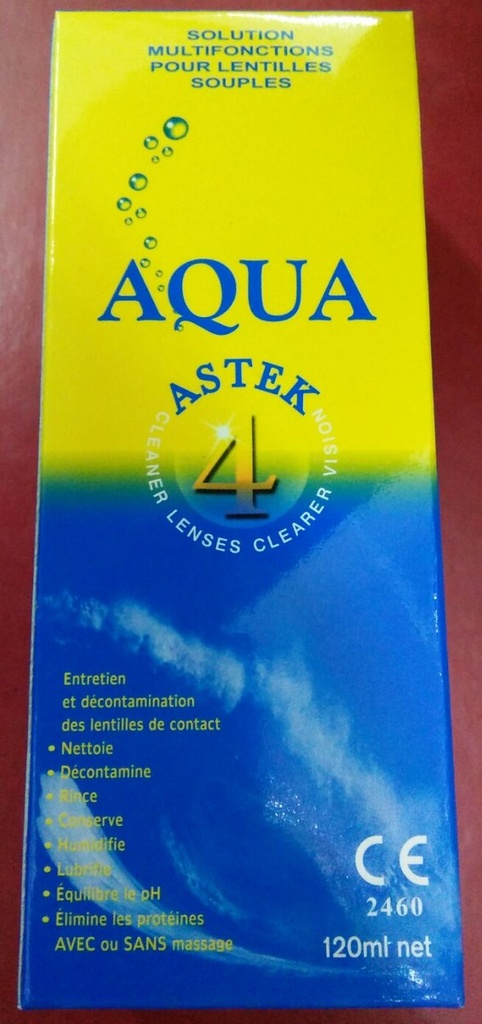 SOLUTION
MULTIFONCTIONS
POUR LENTILLES
SOUPLES
AQUA
ASTEK
4
CLEANER LENSES CLEARER VISION
Entretien
et décontamination
des lentilles de contact
• Nettoie
• Décontamine
• Rince
• Conserve
• Humidifie
• Lubrifie
• Équilibre le pH
• Élimine les protéines
AVEC ou SANS massage
CE
2460
120ml net